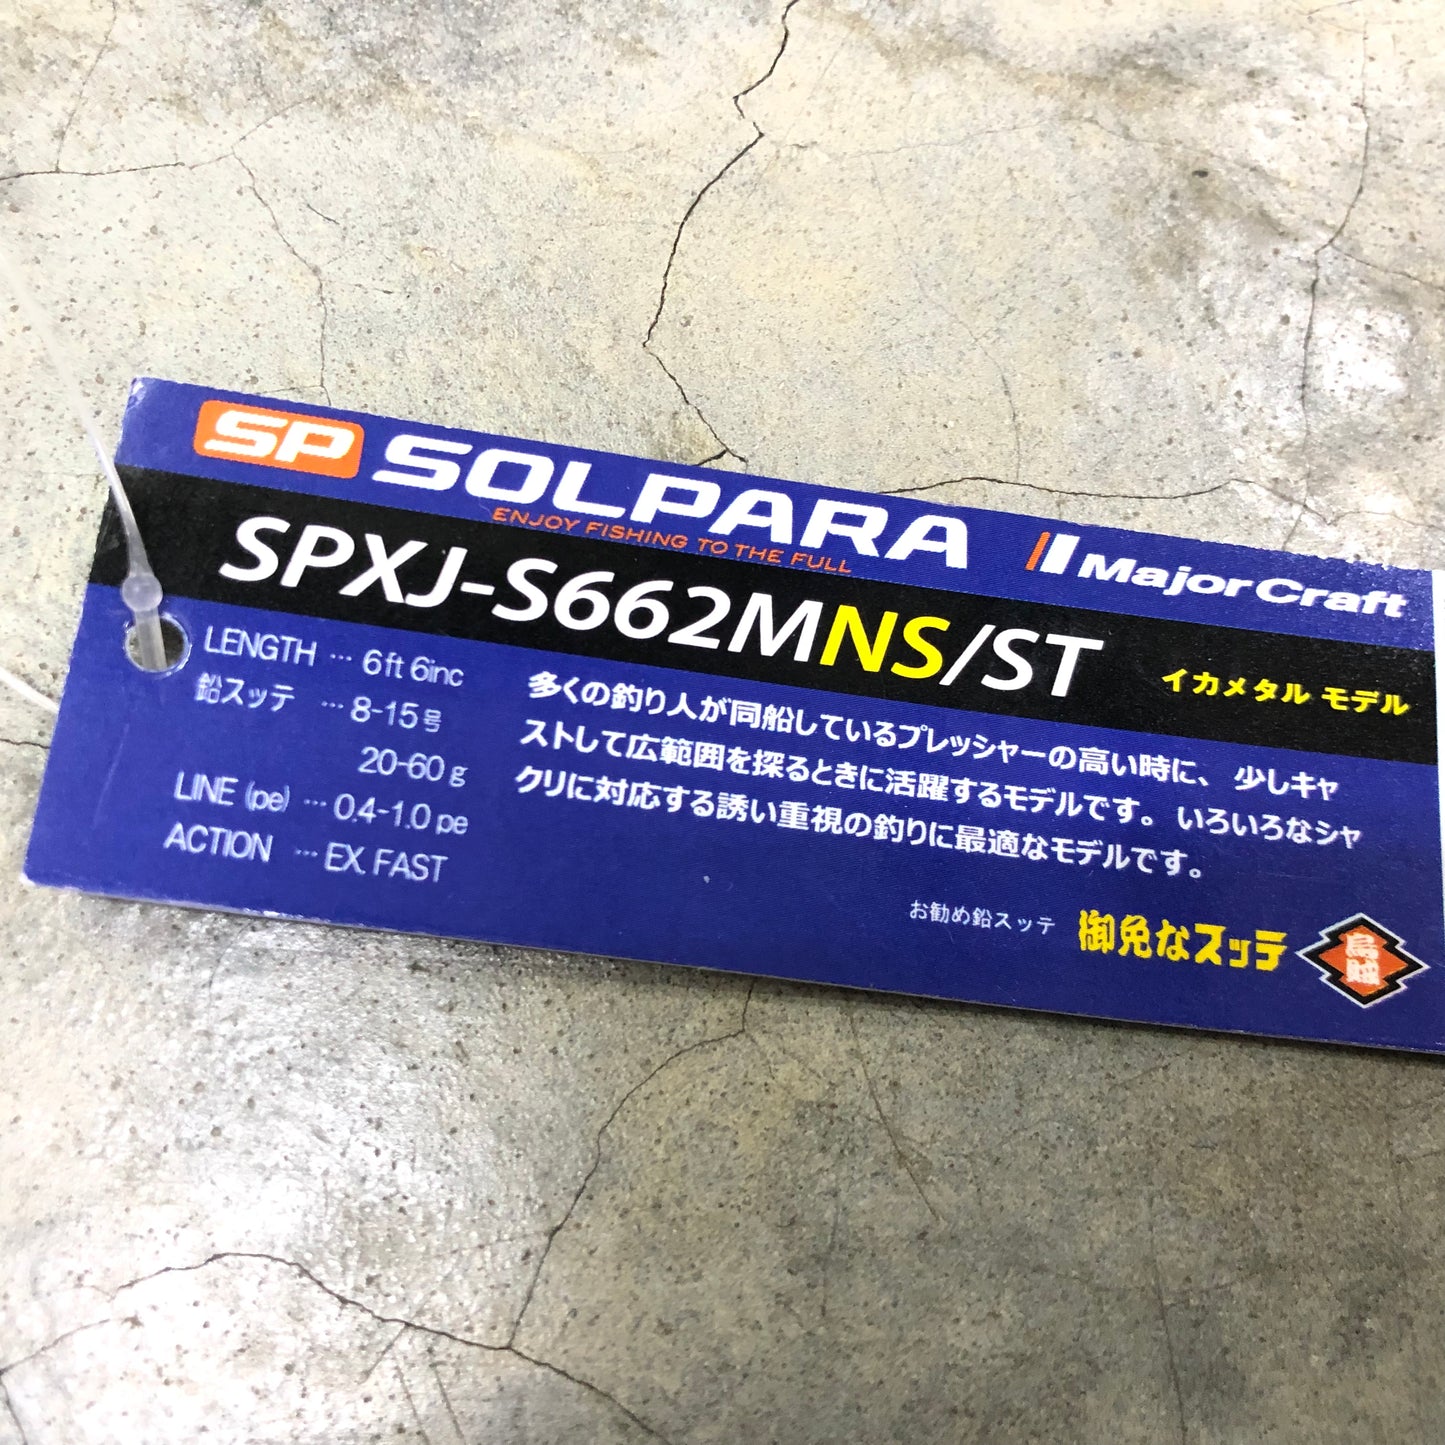 SP SOLPARA
ENJOY FISHING TO THE FULL
Major Craft
SPXJ-S662MNS/ST
イカメタル モデル
LENGTH … 6ft 6inc
鉛スッテ … 8-15号
20-60g
LINE (pe) … 0.4-1.0 pe
ACTION … EX. FAST
多くの釣り人が同船しているプレッシャーの高い時に、少しキャ
ストして広範囲を探るときに活躍するモデルです。いろいろなシャ
クリに対応する誘い重視の釣りに最適なモデルです。
お勧め鉛スッテ 御免なスッテ
烏賊